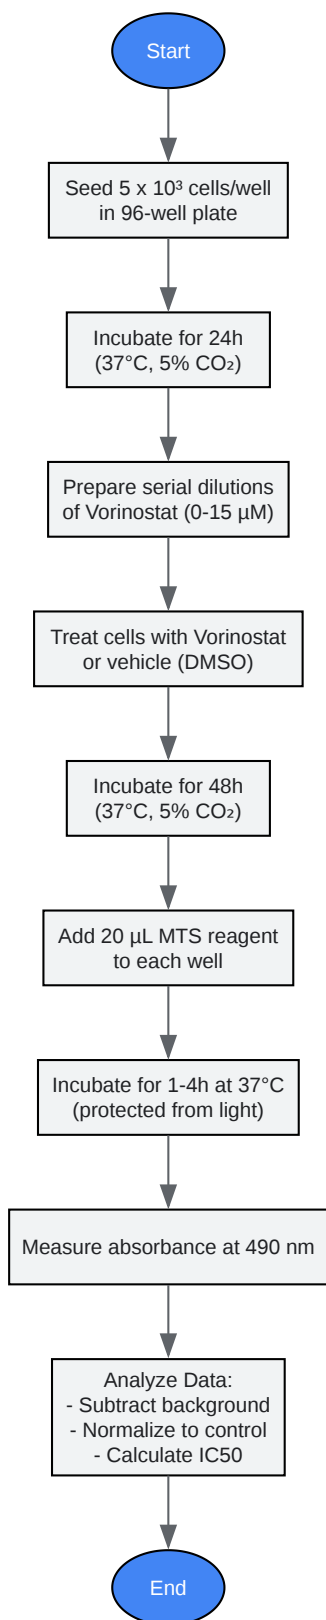 Start
Seed 5 x 10³ cells/well
in 96-well plate
Incubate for 24h
(37°C, 5% CO₂)
Prepare serial dilutions
of Vorinostat (0-15 µM)
Treat cells with Vorinostat
or vehicle (DMSO)
Incubate for 48h
(37°C, 5% CO₂)
Add 20 µL MTS reagent
to each well
Incubate for 1-4h at 37°C
(protected from light)
Measure absorbance at 490 nm
Analyze Data:
- Subtract background
- Normalize to control
- Calculate IC50
End